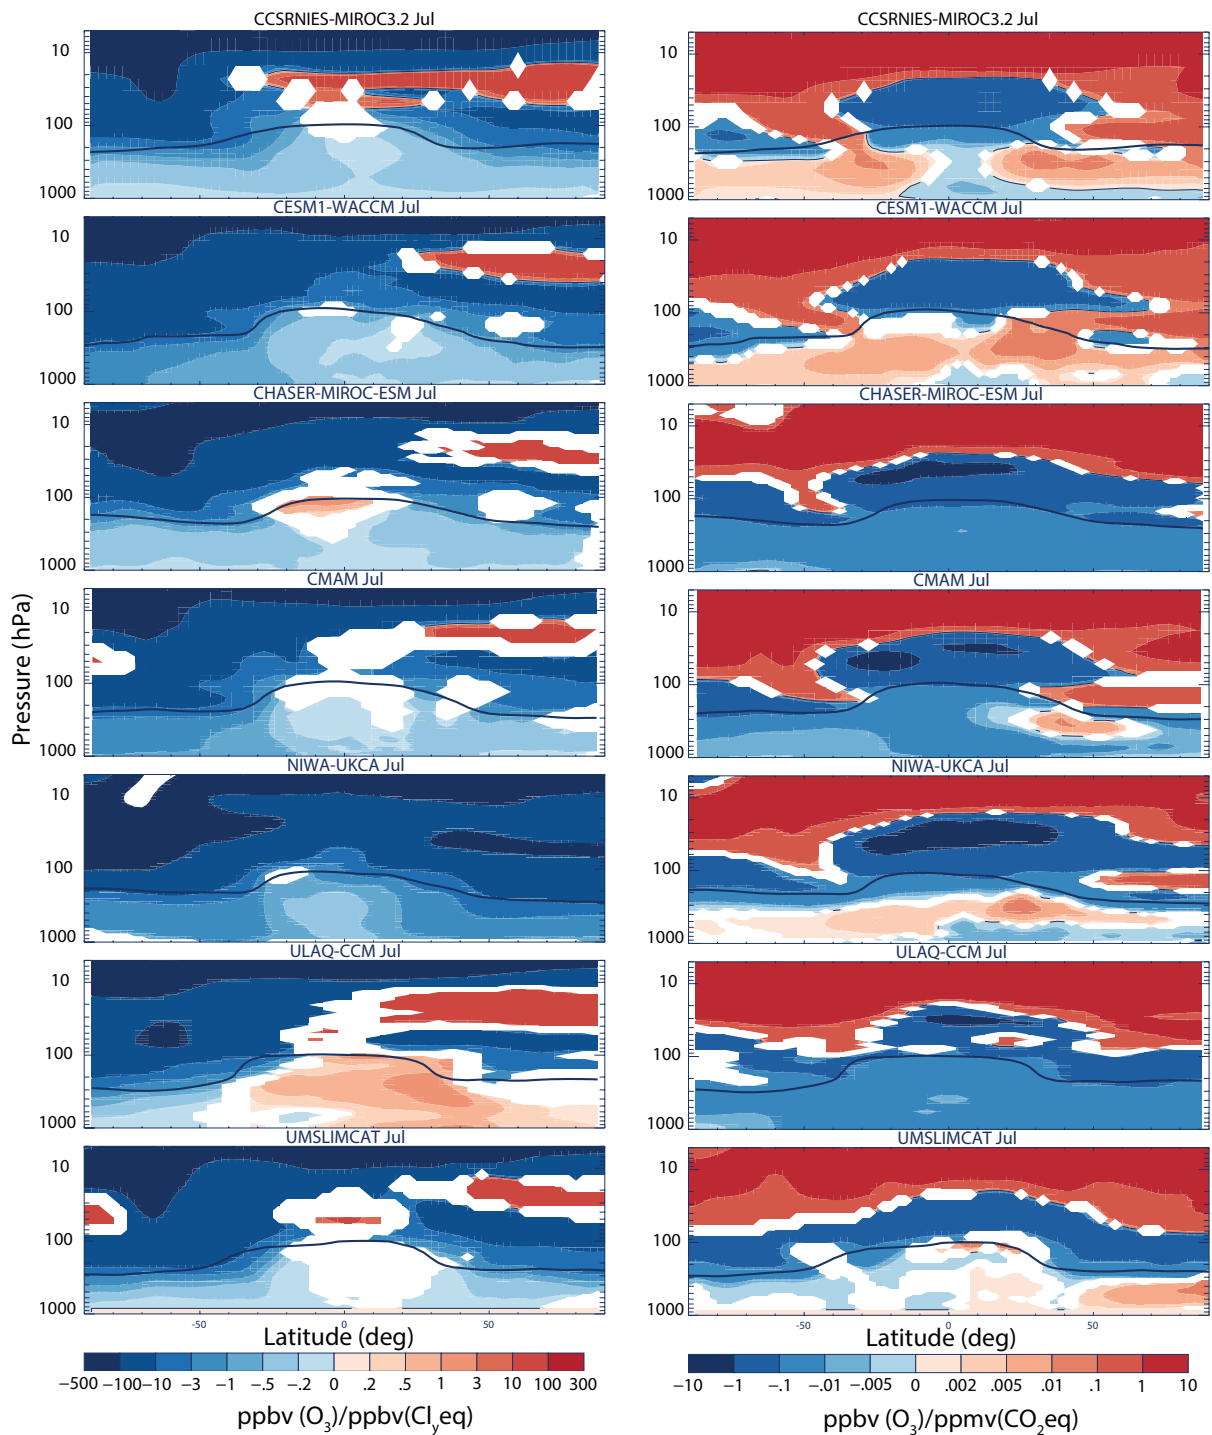 CCSRNIES-MIROC3.2 Jul
CCSRNIES-MIROC3.2 Jul
10
100
1000
10
100
1000
CESM1-WACCM Jul
CESM1-WACCM Jul
10
100
1000
10
100
1000
CHASER-MIROC-ESM Jul
CHASER-MIROC-ESM Jul
10
100
1000
10
100
1000
CMAM Jul
CMAM Jul
10
100
1000
10
100
1000
Pressure (hPa)
NIWA-UKCA Jul
NIWA-UKCA Jul
10
100
1000
10
100
1000
ULAQ-CCM Jul
ULAQ-CCM Jul
10
100
1000
10
100
1000
UMSLIMCAT Jul
UMSLIMCAT Jul
10
100
1000
10
100
1000
-50 0 50
-50 0 50
Latitude (deg)
Latitude (deg)
−500 −100 −10 −3 −1 −.5 −.2 0 .2 .5 1 3 10 100 300
−10 −1 −.1 −.01 −.005 0 .002 .005 .01 .1 1 10
ppbv (O₃)/ppbv(Clᵧeq)
ppbv (O₃)/ppmv(CO₂eq)